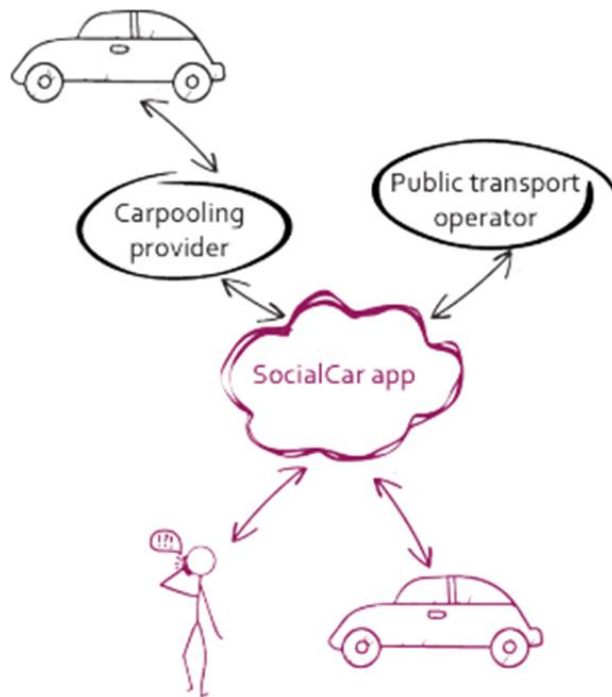 Carpooling
provider
Public transport
operator
SocialCar app
!?!